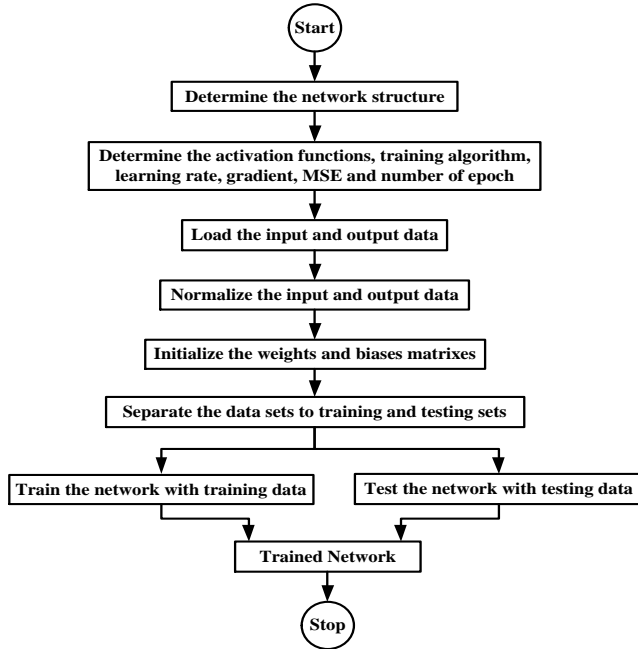 Start
Determine the network structure
Determine the activation functions, training algorithm,
learning rate, gradient, MSE and number of epoch
Load the input and output data
Normalize the input and output data
Initialize the weights and biases matrixes
Separate the data sets to training and testing sets
Train the network with training data
Test the network with testing data
Trained Network
Stop